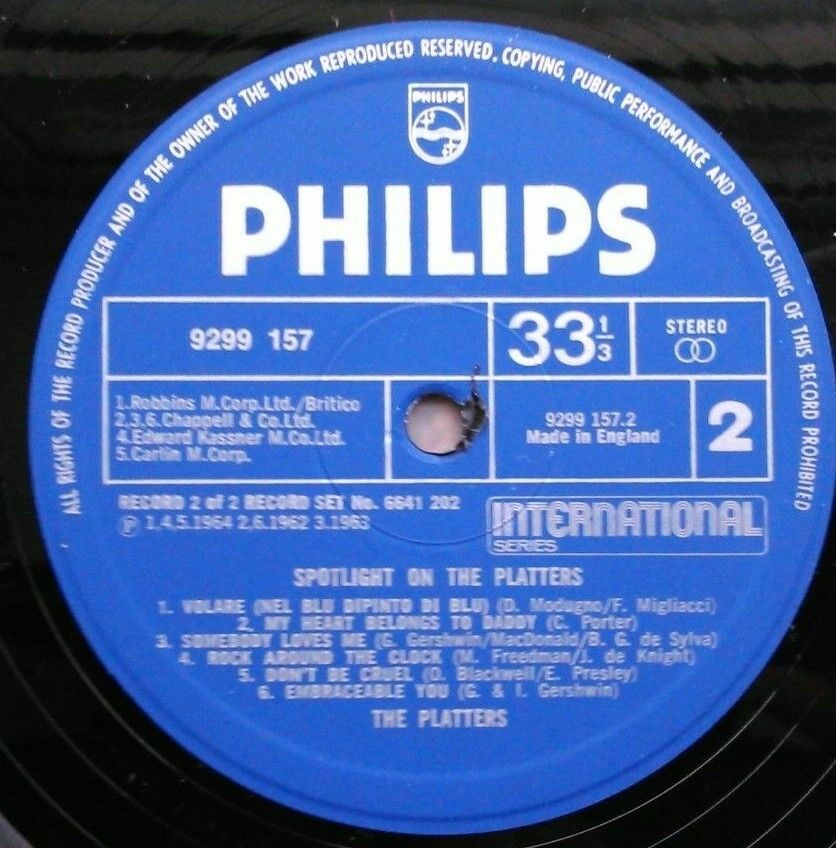 ALL RIGHTS OF THE RECORD PRODUCER AND OF THE OWNER OF THE WORK REPRODUCED RESERVED. COPYING, PUBLIC PERFORMANCE AND BROADCASTING OF THIS RECORD PROHIBITED
PHILIPS
PHILIPS
9299 157
33 1/3
STEREO
1.Robbins M.Corp.Ltd./Britico
2.3.6.Chappell & Co.Ltd.
4.Edward Kassner M.Co.Ltd.
5.Carlin M.Corp.
9299 157.2
Made in England
2
RECORD 2 of 2 RECORD SET No. 6641 202
Ⓟ 1,4,5.1964 2,6.1962 3.1963
INTERNATIONAL
SERIES
SPOTLIGHT ON THE PLATTERS
1. VOLARE (NEL BLU DIPINTO DI BLU) (D. Modugno/F. Migliacci)
2. MY HEART BELONGS TO DADDY (C. Porter)
3. SOMEBODY LOVES ME (G. Gershwin/MacDonald/B. G. de Sylva)
4. ROCK AROUND THE CLOCK (M. Freedman/J. de Knight)
5. DON'T BE CRUEL (O. Blackwell/E. Presley)
6. EMBRACEABLE YOU (G. & I. Gershwin)
THE PLATTERS